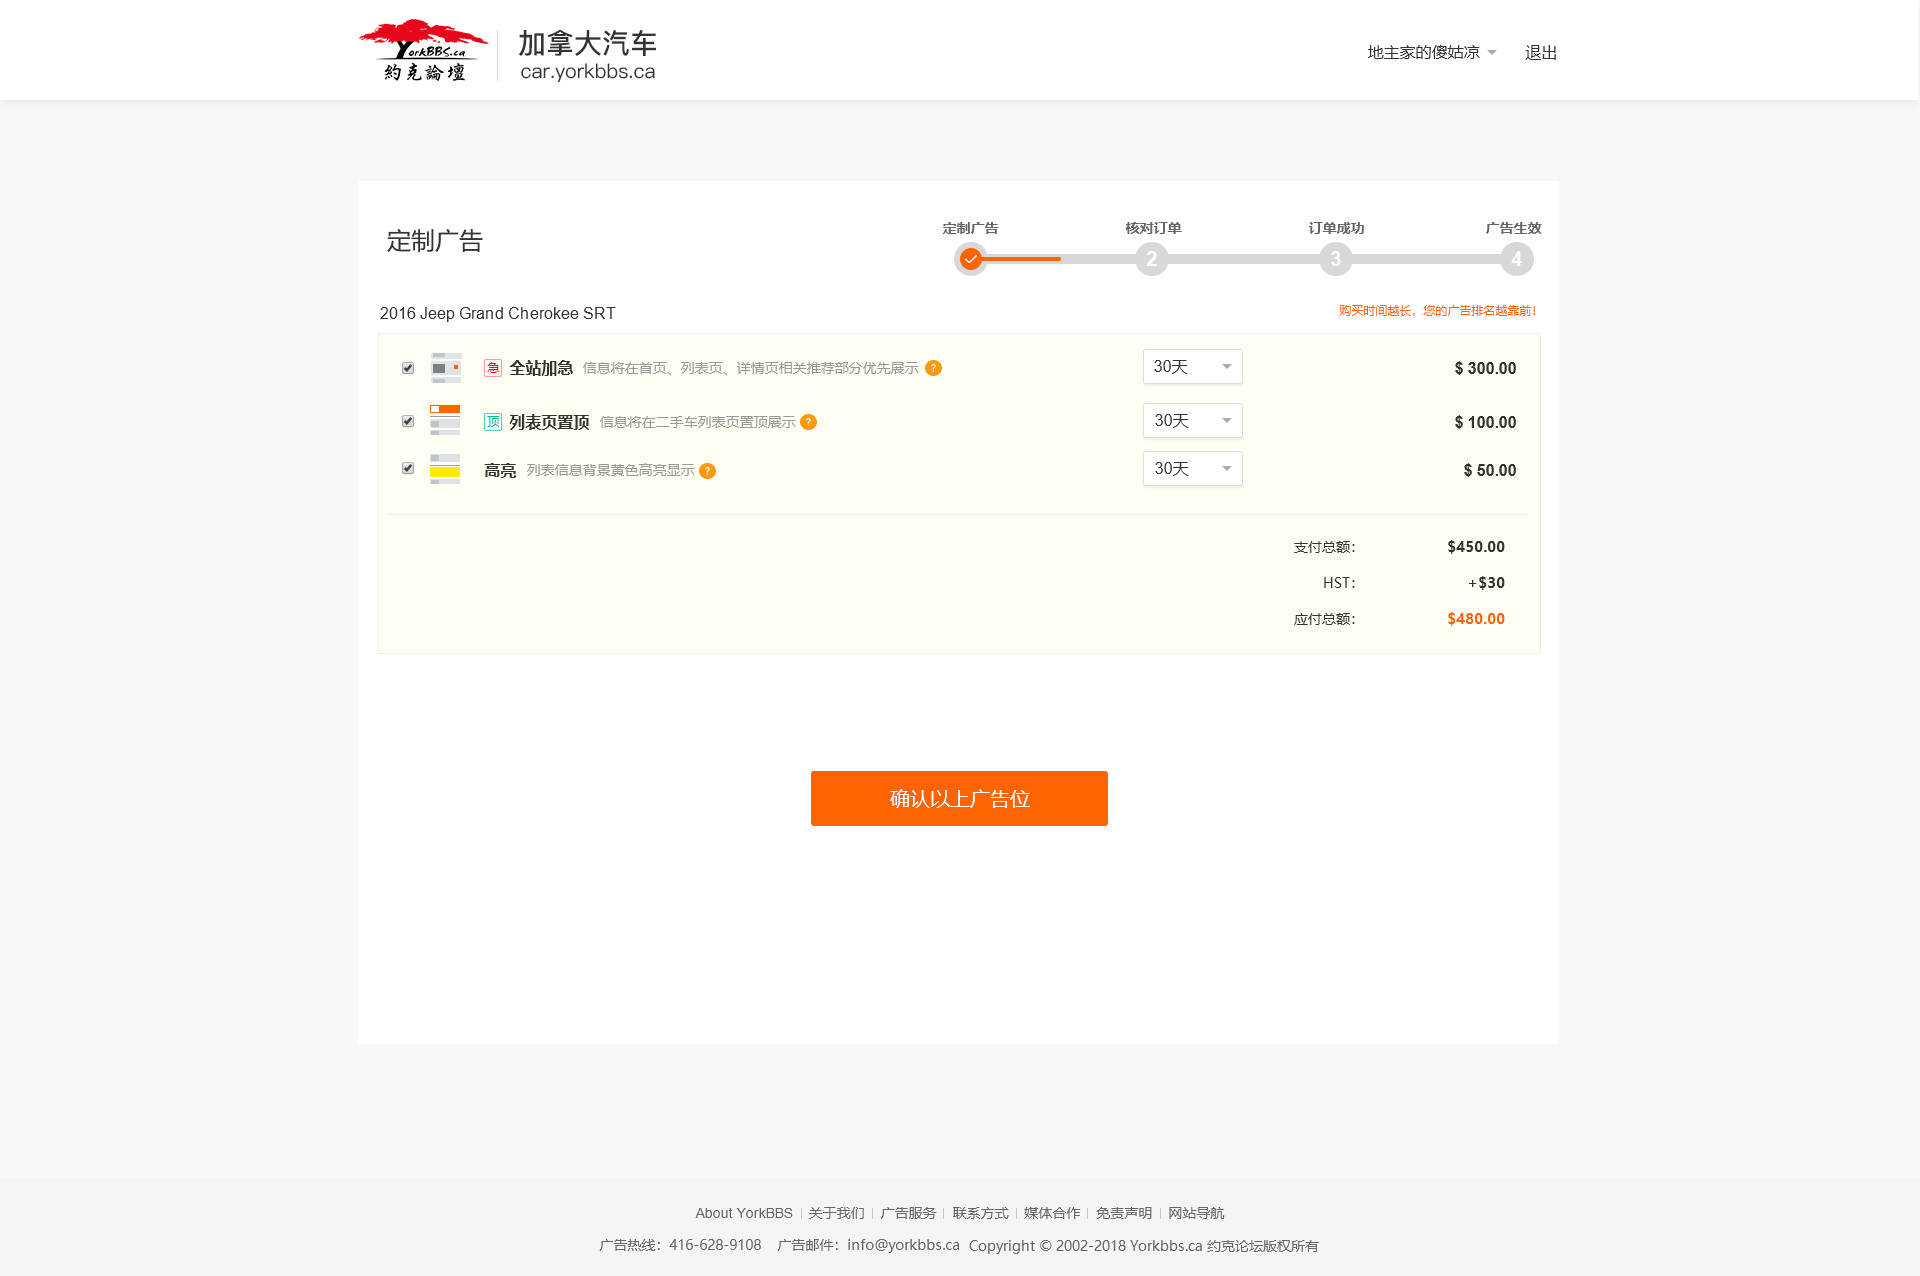 YorkBBS.ca
約克論壇
加拿大汽车
car.yorkbbs.ca
地主家的傻姑凉 退出
定制广告
定制广告 核对订单 订单成功 广告生效
2 3 4
2016 Jeep Grand Cherokee SRT
购买时间越长，您的广告排名越靠前！
急 全站加急 信息将在首页、列表页、详情页相关推荐部分优先展示 ? 30天 $ 300.00
顶 列表页置顶 信息将在二手车列表页置顶展示 ? 30天 $ 100.00
高亮 列表信息背景黄色高亮显示 ? 30天 $ 50.00
支付总额： $450.00
HST： +$30
应付总额： $480.00
确认以上广告位
About YorkBBS | 关于我们 | 广告服务 | 联系方式 | 媒体合作 | 免责声明 | 网站导航
广告热线：416-628-9108 广告邮件：info@yorkbbs.ca Copyright © 2002-2018 Yorkbbs.ca 约克论坛版权所有